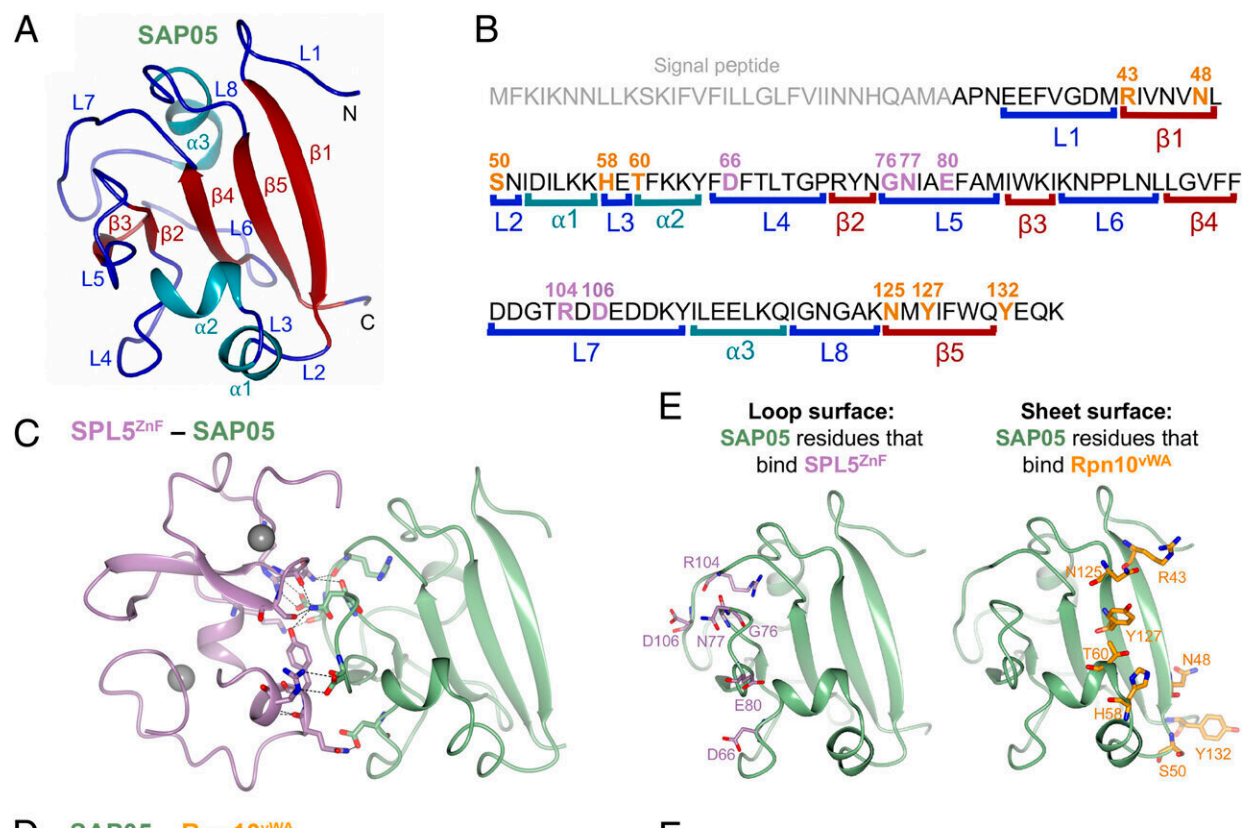 A
SAP05
L1
L8
L7
N
α3
β1
β4
β5
β3
β2
L6
L5
α2
L3
C
L4
L2
α1
B
Signal peptide
43 48
MFKIKNNLLKSKIFVFILLGLFVIINNHQAMAAPNEEFVGDMRIVNVNL
L1 β1
50 58 60 66 76 77 80
SNIDILKKHETFKKYFDFTLTGPRYNGNIAEFAMIWKIKNPPLNLLGVFF
L2 α1 L3 α2 L4 β2 L5 β3 L6 β4
104 106 125 127 132
DDGTRDDEDDKYILEELKQIGNGAKNMYIFWQYEQK
L7 α3 L8 β5
C
SPL5ZnF – SAP05
E
Loop surface:
SAP05 residues that
bind SPL5ZnF
R104
D106
N77
G76
E80
D66
Sheet surface:
SAP05 residues that
bind Rpn10vWA
N125
R43
Y127
T60
N48
H58
Y132
S50